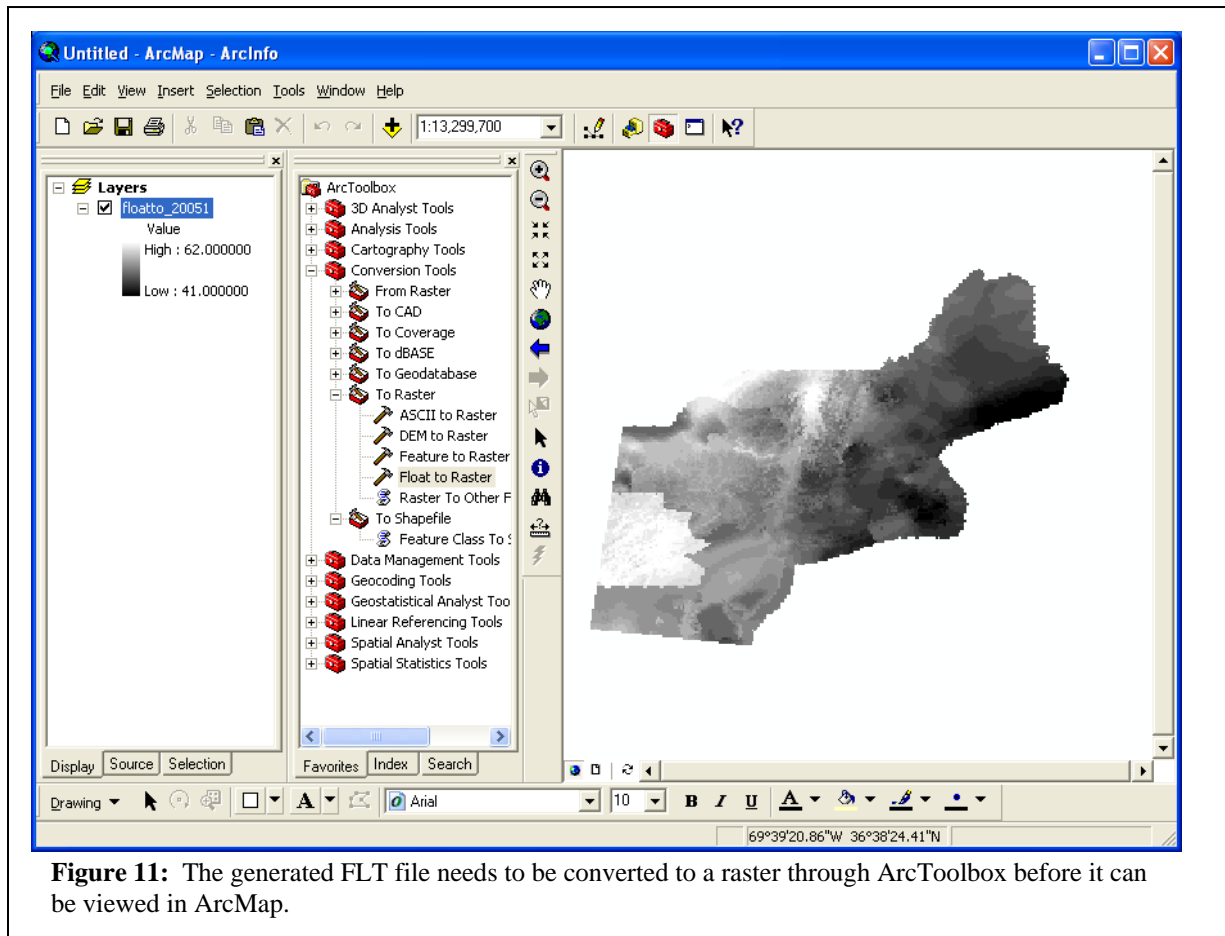 Untitled - ArcMap - ArcInfo
File Edit View Insert Selection Tools Window Help
1:13,299,700
Layers
floatto_20051
Value
High : 62.000000
Low : 41.000000
ArcToolbox
3D Analyst Tools
Analysis Tools
Cartography Tools
Conversion Tools
From Raster
To CAD
To Coverage
To dBASE
To Geodatabase
To Raster
ASCII to Raster
DEM to Raster
Feature to Raster
Float to Raster
Raster To Other F
To Shapefile
Feature Class To S
Data Management Tools
Geocoding Tools
Geostatistical Analyst Too
Linear Referencing Tools
Spatial Analyst Tools
Spatial Statistics Tools
Display Source Selection
Favorites Index Search
Drawing A Arial 10 B I U A
69°39'20.86"W 36°38'24.41"N
Figure 11: The generated FLT file needs to be converted to a raster through ArcToolbox before it can
be viewed in ArcMap.